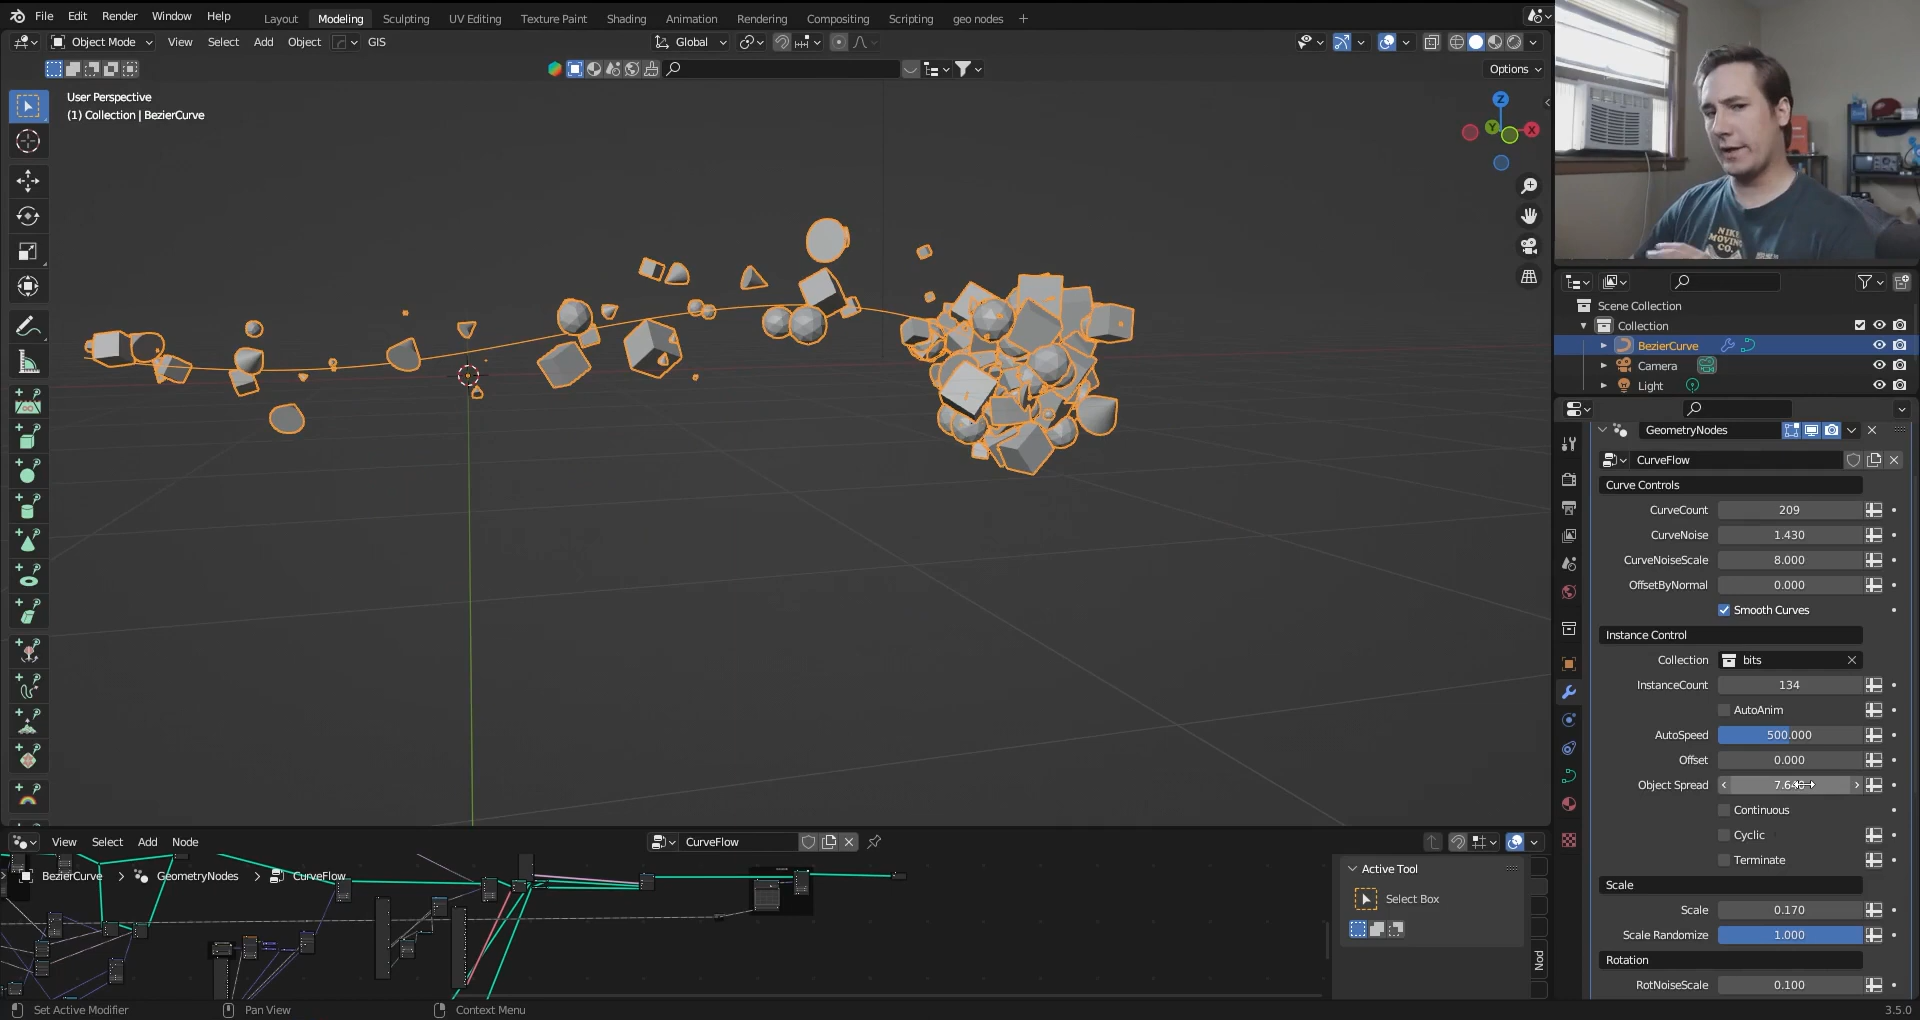 File Edit Render Window Help Layout Modeling Sculpting UV Editing Texture Paint Shading Animation Rendering Compositing Scripting geo nodes +
Object Mode View Select Add Object GIS Global
Options
User Perspective
(1) Collection | BezierCurve
Z
Y
X
NIKE
MOVING
CO.
Scene Collection
Collection
BezierCurve
Camera
Light
GeometryNodes
CurveFlow
Curve Controls
CurveCount 209
CurveNoise 1.430
CurveNoiseScale 8.000
OffsetByNormal 0.000
Smooth Curves
Instance Control
Collection bits
InstanceCount 134
AutoAnim
AutoSpeed 500.000
Offset 0.000
Object Spread
Continuous
Cyclic
Terminate
Scale
Scale 0.170
Scale Randomize 1.000
Rotation
RotNoiseScale 0.100
View Select Add Node CurveFlow
BezierCurve > GeometryNodes > CurveFlow
Active Tool
Select Box
Nod
Set Active Modifier Pan View Context Menu 3.5.0